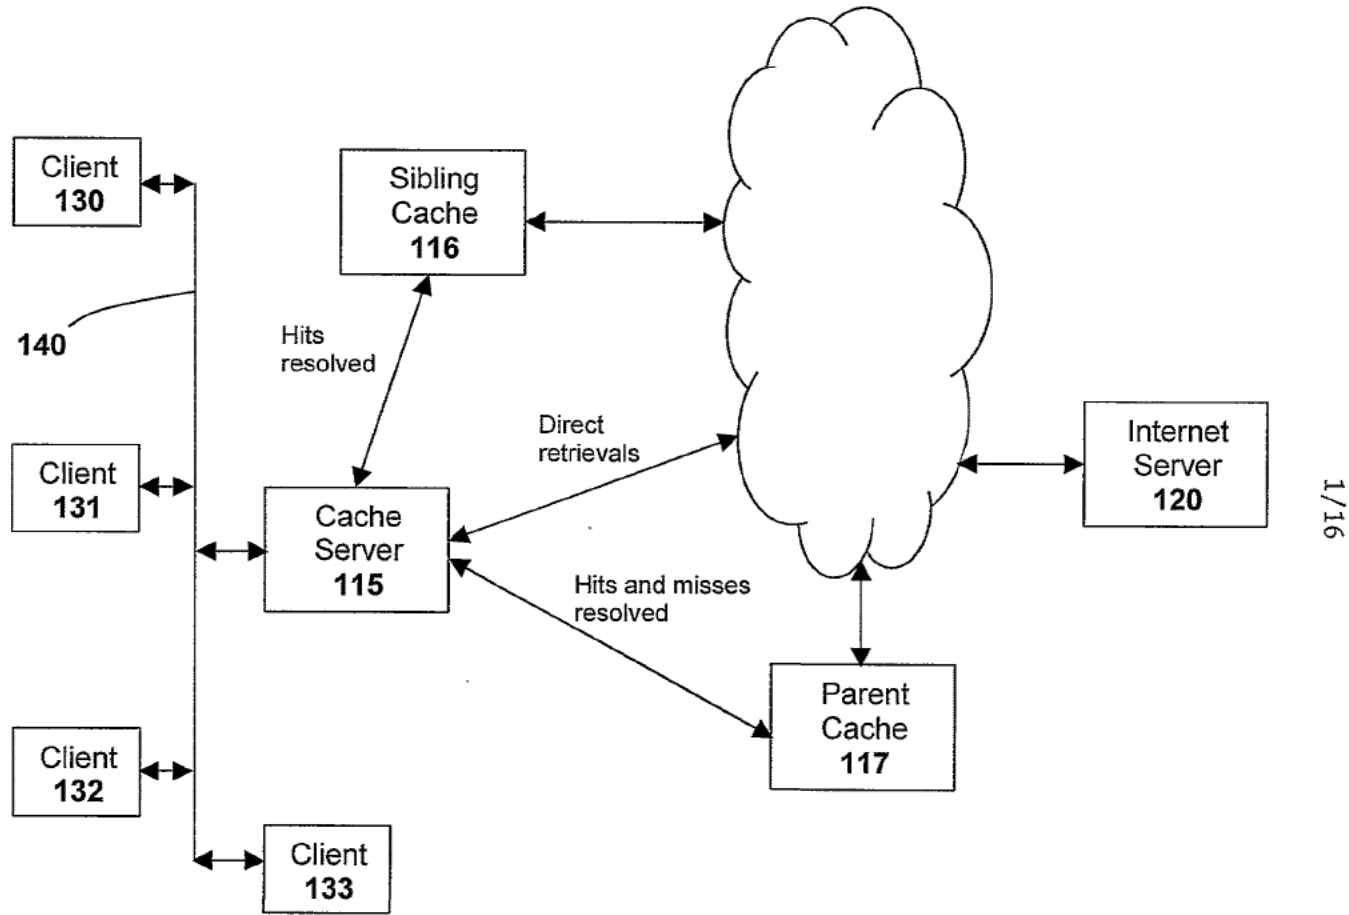 Client
130
Sibling
Cache
116
140
Hits
resolved
Direct
retrievals
Client
131
Cache
Server
115
Internet
Server
120
1/16
Hits and misses
resolved
Parent
Cache
117
Client
132
Client
133